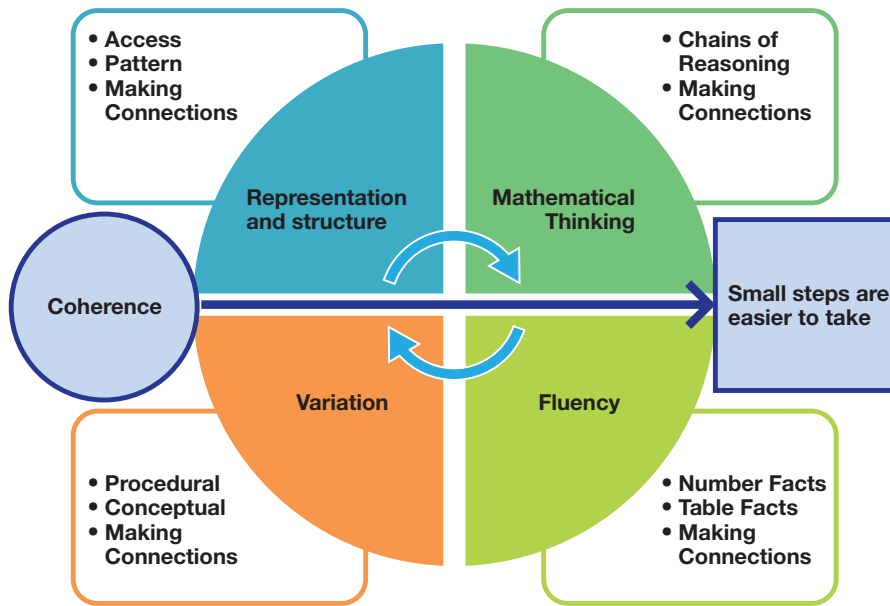 • Access
• Pattern
• Making
Connections
• Chains of
Reasoning
• Making
Connections
Representation
and structure
Mathematical
Thinking
Coherence
Small steps are
easier to take
Variation
Fluency
• Procedural
• Conceptual
• Making
Connections
• Number Facts
• Table Facts
• Making
Connections